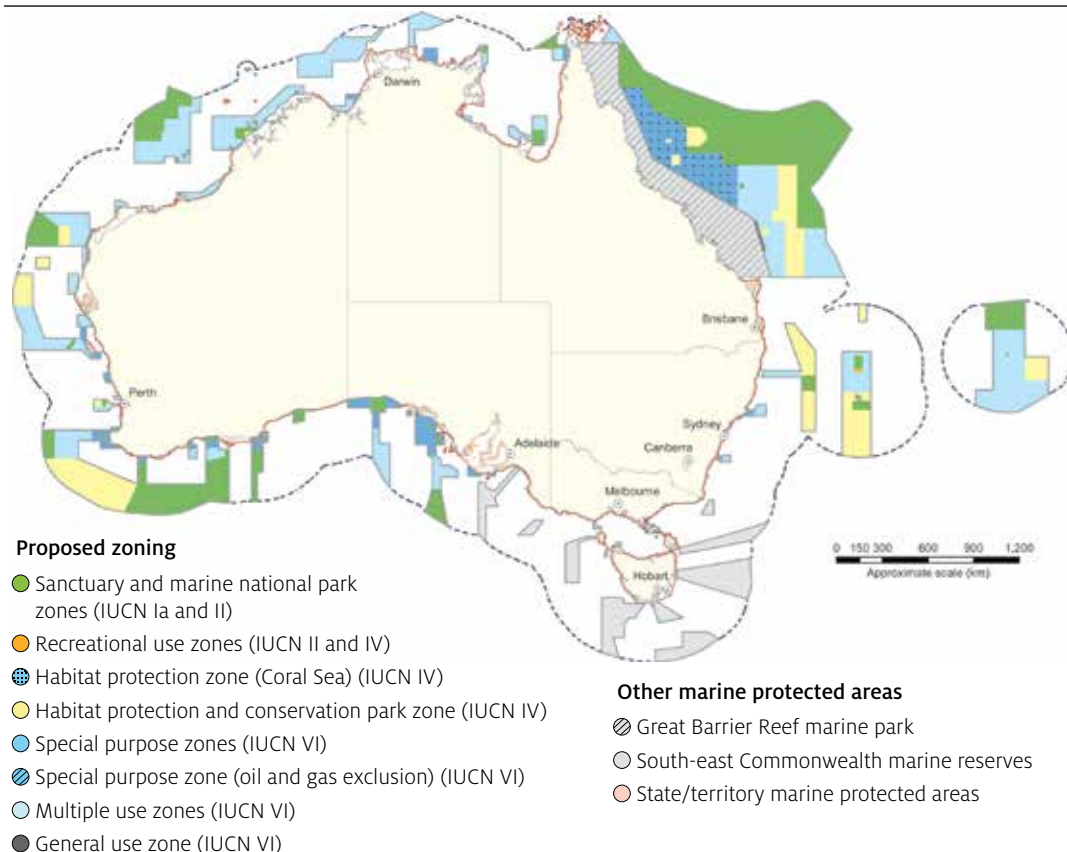 Darwin
Brisbane
Perth
Sydney
Adelaide
Canberra
Melbourne
Hobart
0 150 300 600 900 1,200
Approximate scale (km)
Proposed zoning
Sanctuary and marine national park
zones (IUCN Ia and II)
Recreational use zones (IUCN II and IV)
Habitat protection zone (Coral Sea) (IUCN IV)
Habitat protection and conservation park zone (IUCN IV)
Special purpose zones (IUCN VI)
Special purpose zone (oil and gas exclusion) (IUCN VI)
Multiple use zones (IUCN VI)
General use zone (IUCN VI)
Other marine protected areas
Great Barrier Reef marine park
South-east Commonwealth marine reserves
State/territory marine protected areas